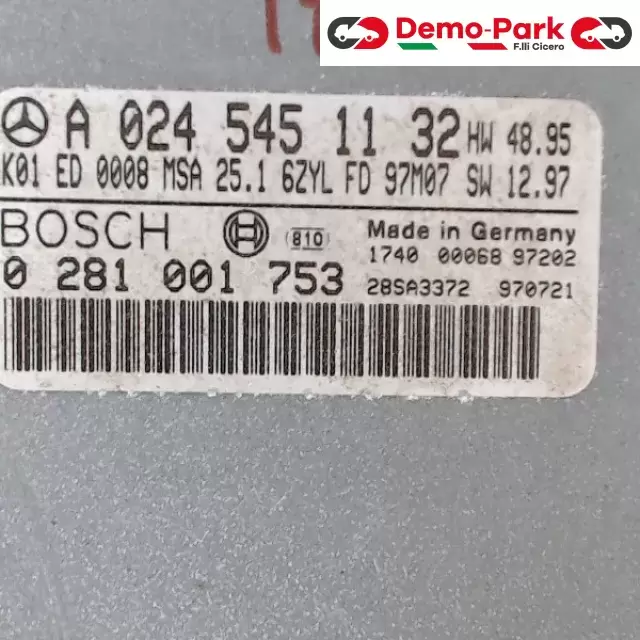 Demo-Park
F.lli Cicero
A 024 545 11 32 HW 48.95
K01 ED 0008 MSA 25.1 6ZYL FD 97M07 SW 12.97
BOSCH 810 Made in Germany
1740 00068 97202
0 281 001 753 28SA3372 970721